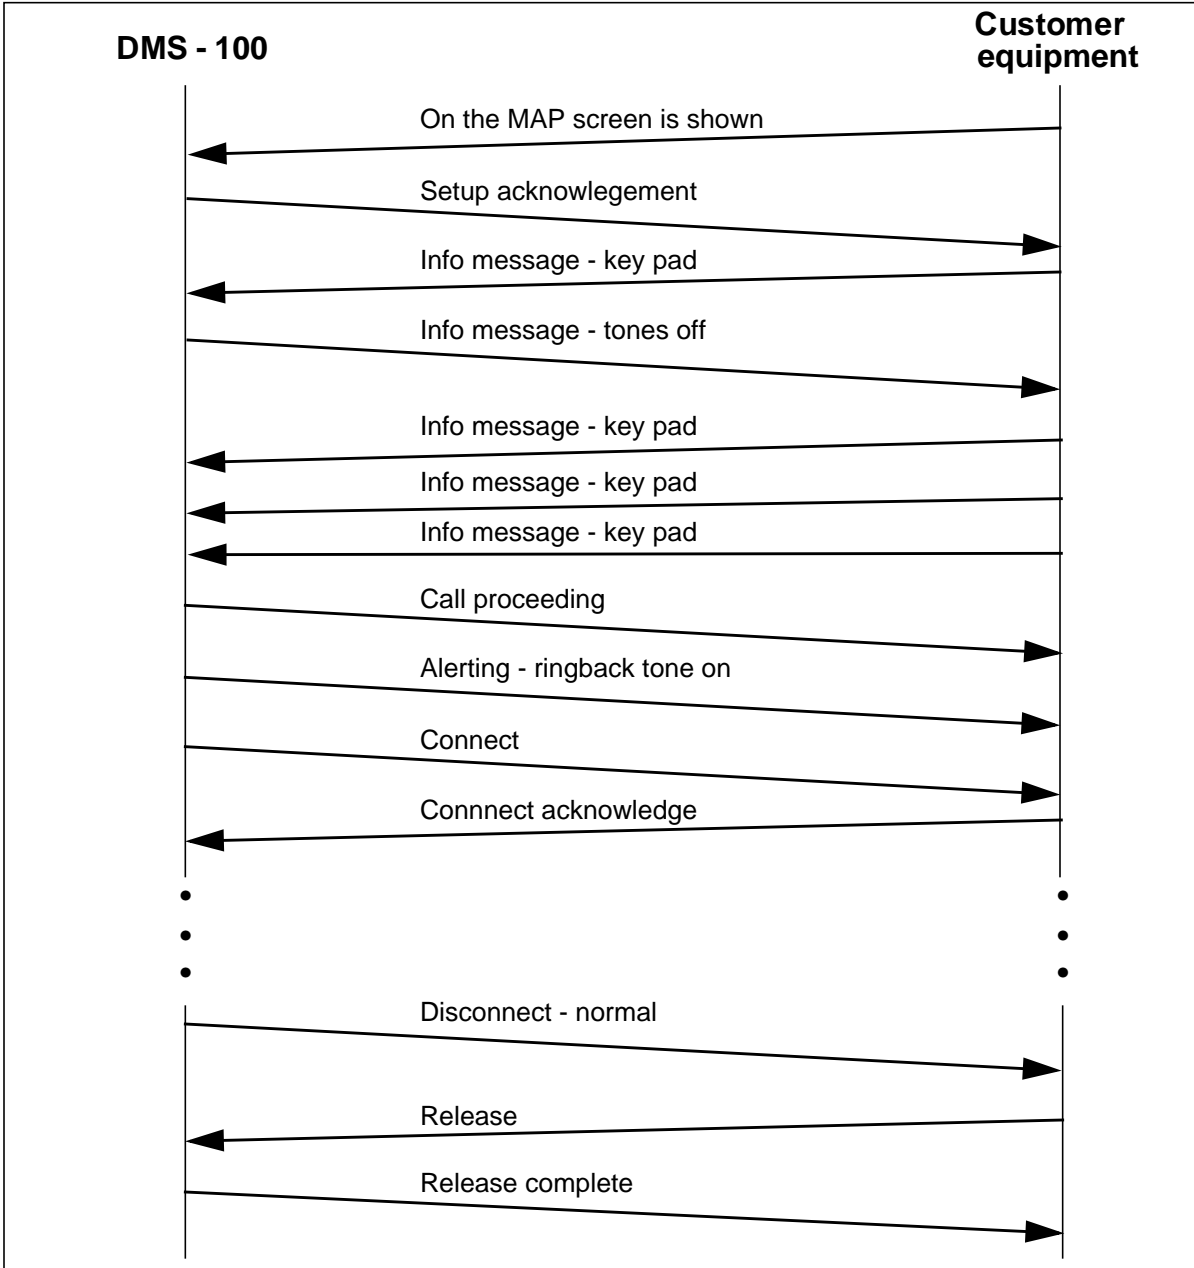 DMS - 100
Customer
equipment
On the MAP screen is shown
Setup acknowlegement
Info message - key pad
Info message - tones off
Info message - key pad
Info message - key pad
Info message - key pad
Call proceeding
Alerting - ringback tone on
Connect
Connnect acknowledge
Disconnect - normal
Release
Release complete